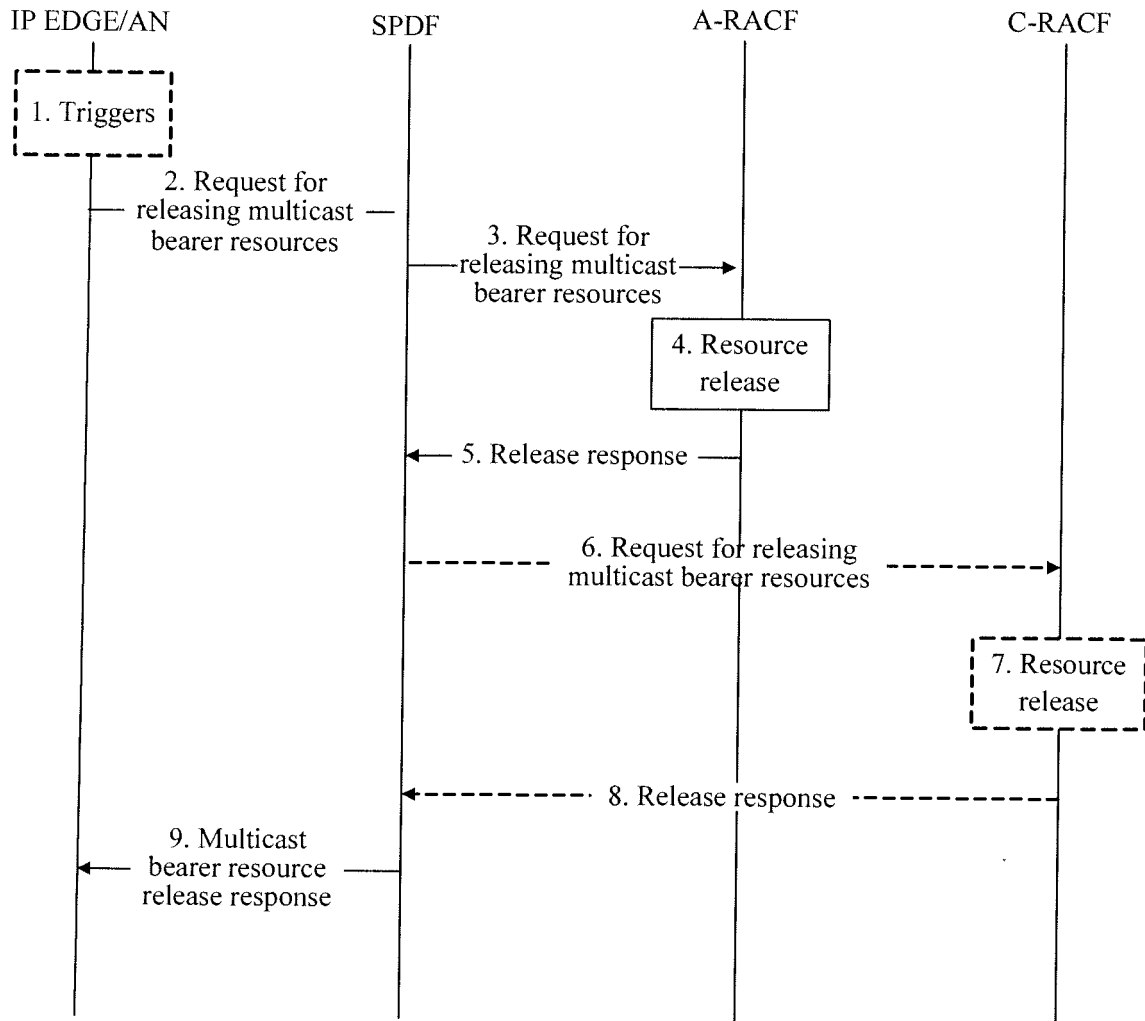 IP EDGE/AN
SPDF
A-RACF
C-RACF
1. Triggers
2. Request for
releasing multicast
bearer resources
3. Request for
releasing multicast
bearer resources
4. Resource
release
5. Release response
6. Request for releasing
multicast bearer resources
7. Resource
release
8. Release response
9. Multicast
bearer resource
release response